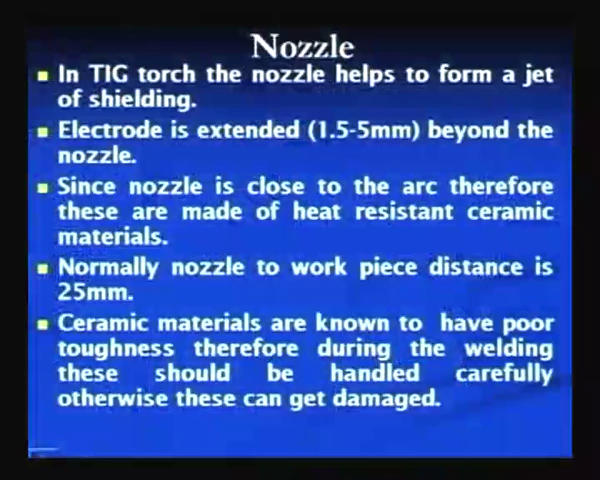 Nozzle
In TIG torch the nozzle helps to form a jet
of shielding.
Electrode is extended (1.5-5mm) beyond the
nozzle.
Since nozzle is close to the arc therefore
these are made of heat resistant ceramic
materials.
Normally nozzle to work piece distance is
25mm.
Ceramic materials are known to have poor
toughness therefore during the welding
these should be handled carefully
otherwise these can get damaged.